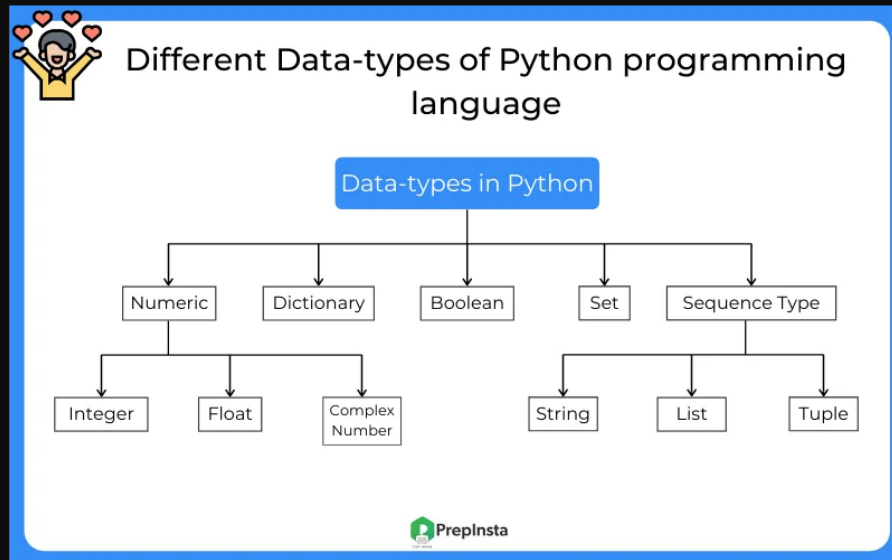 Different Data-types of Python programming
language
Data-types in Python
Numeric
Dictionary
Boolean
Set
Sequence Type
Integer
Float
Complex
Number
String
List
Tuple
PrepInsta